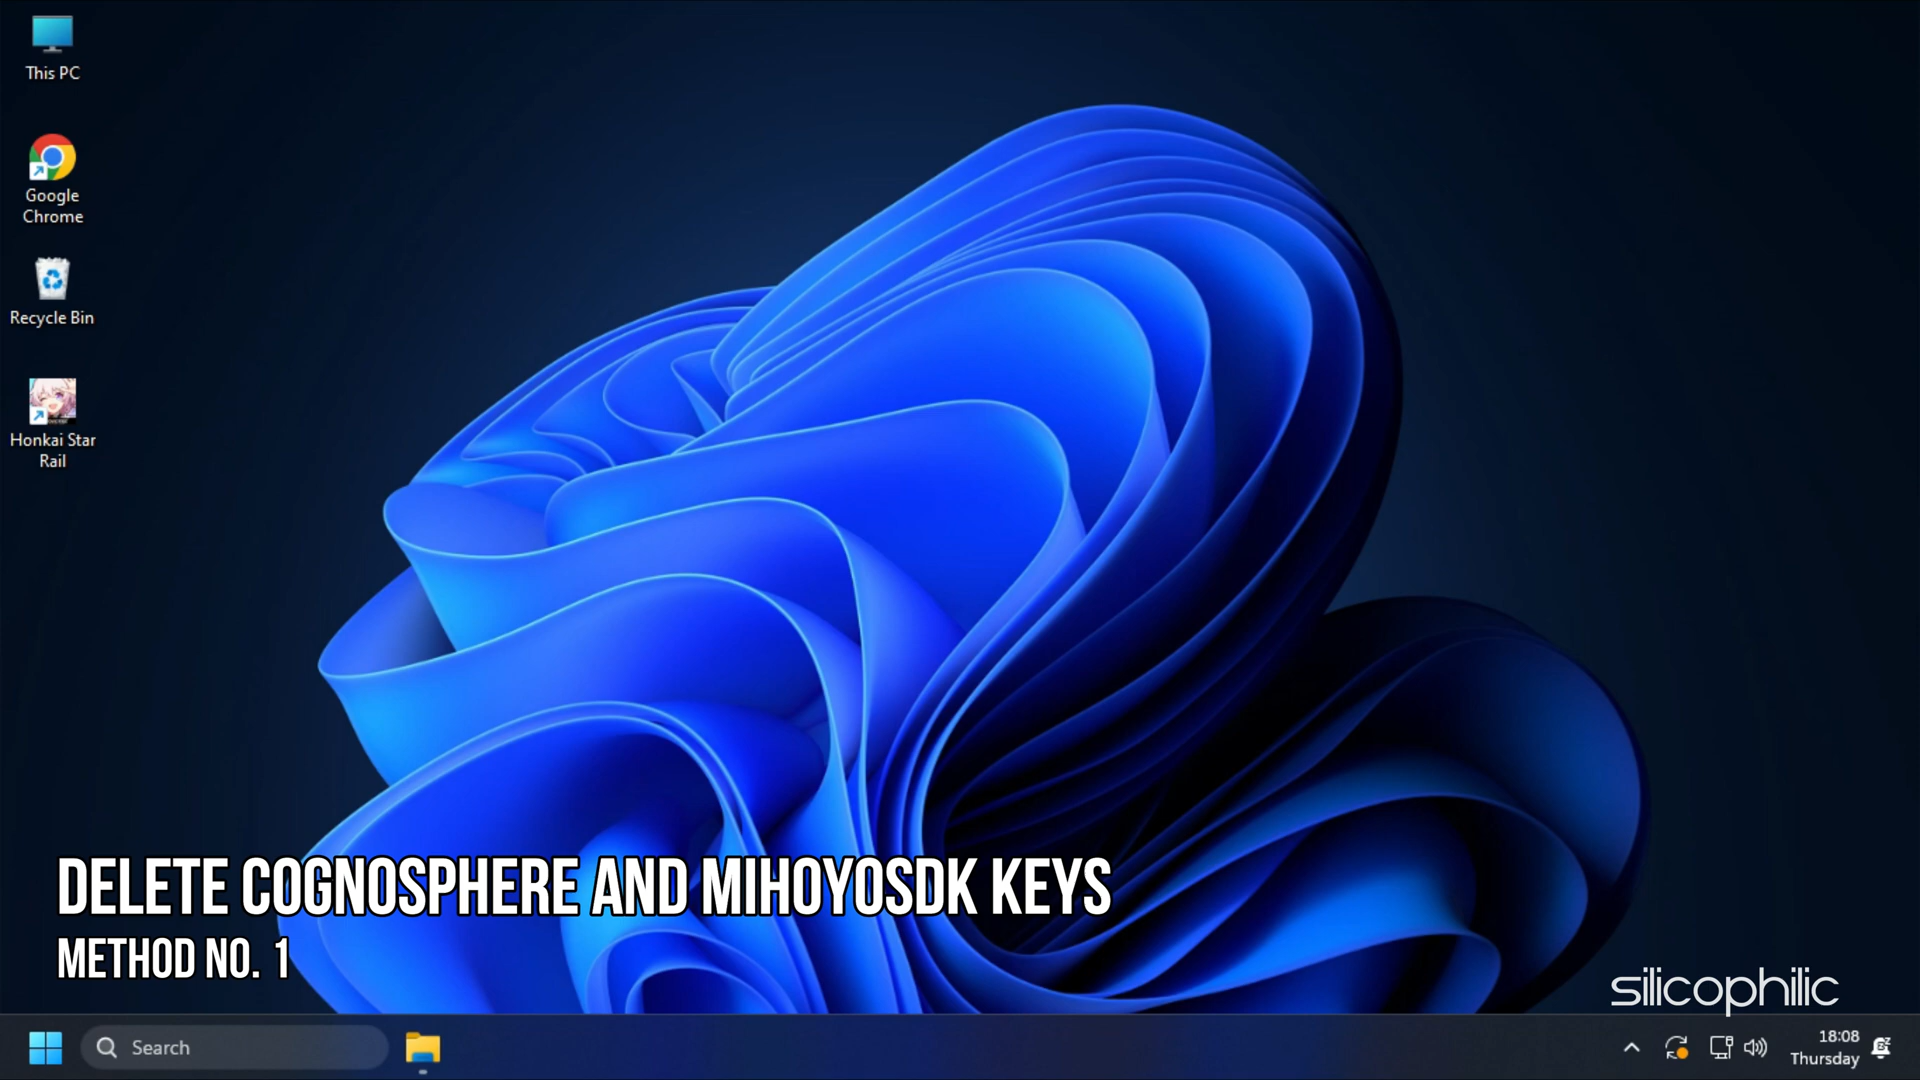 This PC
Google
Chrome
Recycle Bin
Honkai Star
Rail
DELETE COGNOSPHERE AND MIHOYOSDK KEYS
METHOD NO. 1
silicophilic
Search
18:08
Thursday